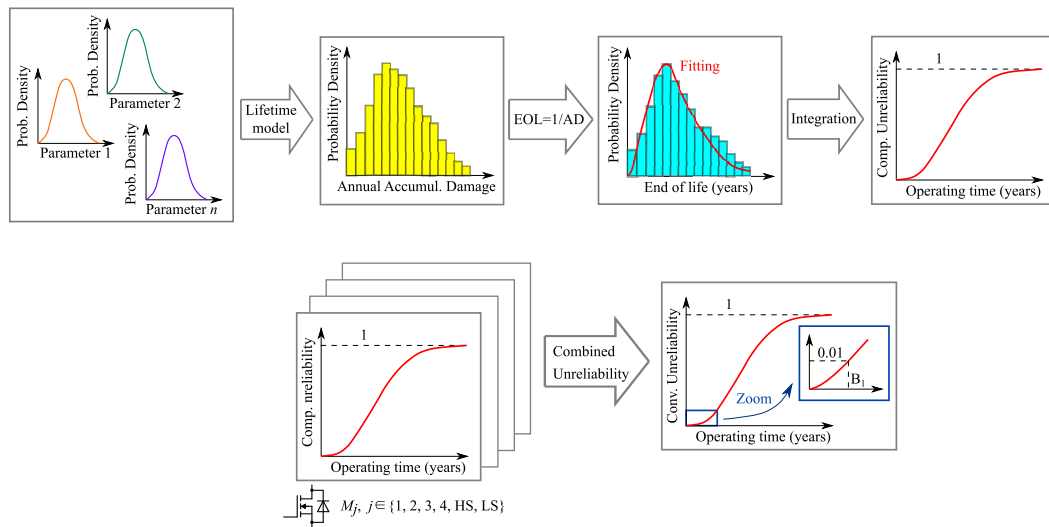 Prob. Density
Parameter 1
Prob. Density
Parameter 2
Prob. Density
Parameter n
Lifetime
model
Probability Density
Annual Accumul. Damage
EOL=1/AD
Probability Density
Fitting
End of life (years)
Integration
Comp. Unreliability
1
Operating time (years)
Comp. nreliability
1
Operating time (years)
Mj, j∈{1, 2, 3, 4, HS, LS}
Combined
Unreliability
Conv. Unreliability
1
0.01
B1
Zoom
Operating time (years)